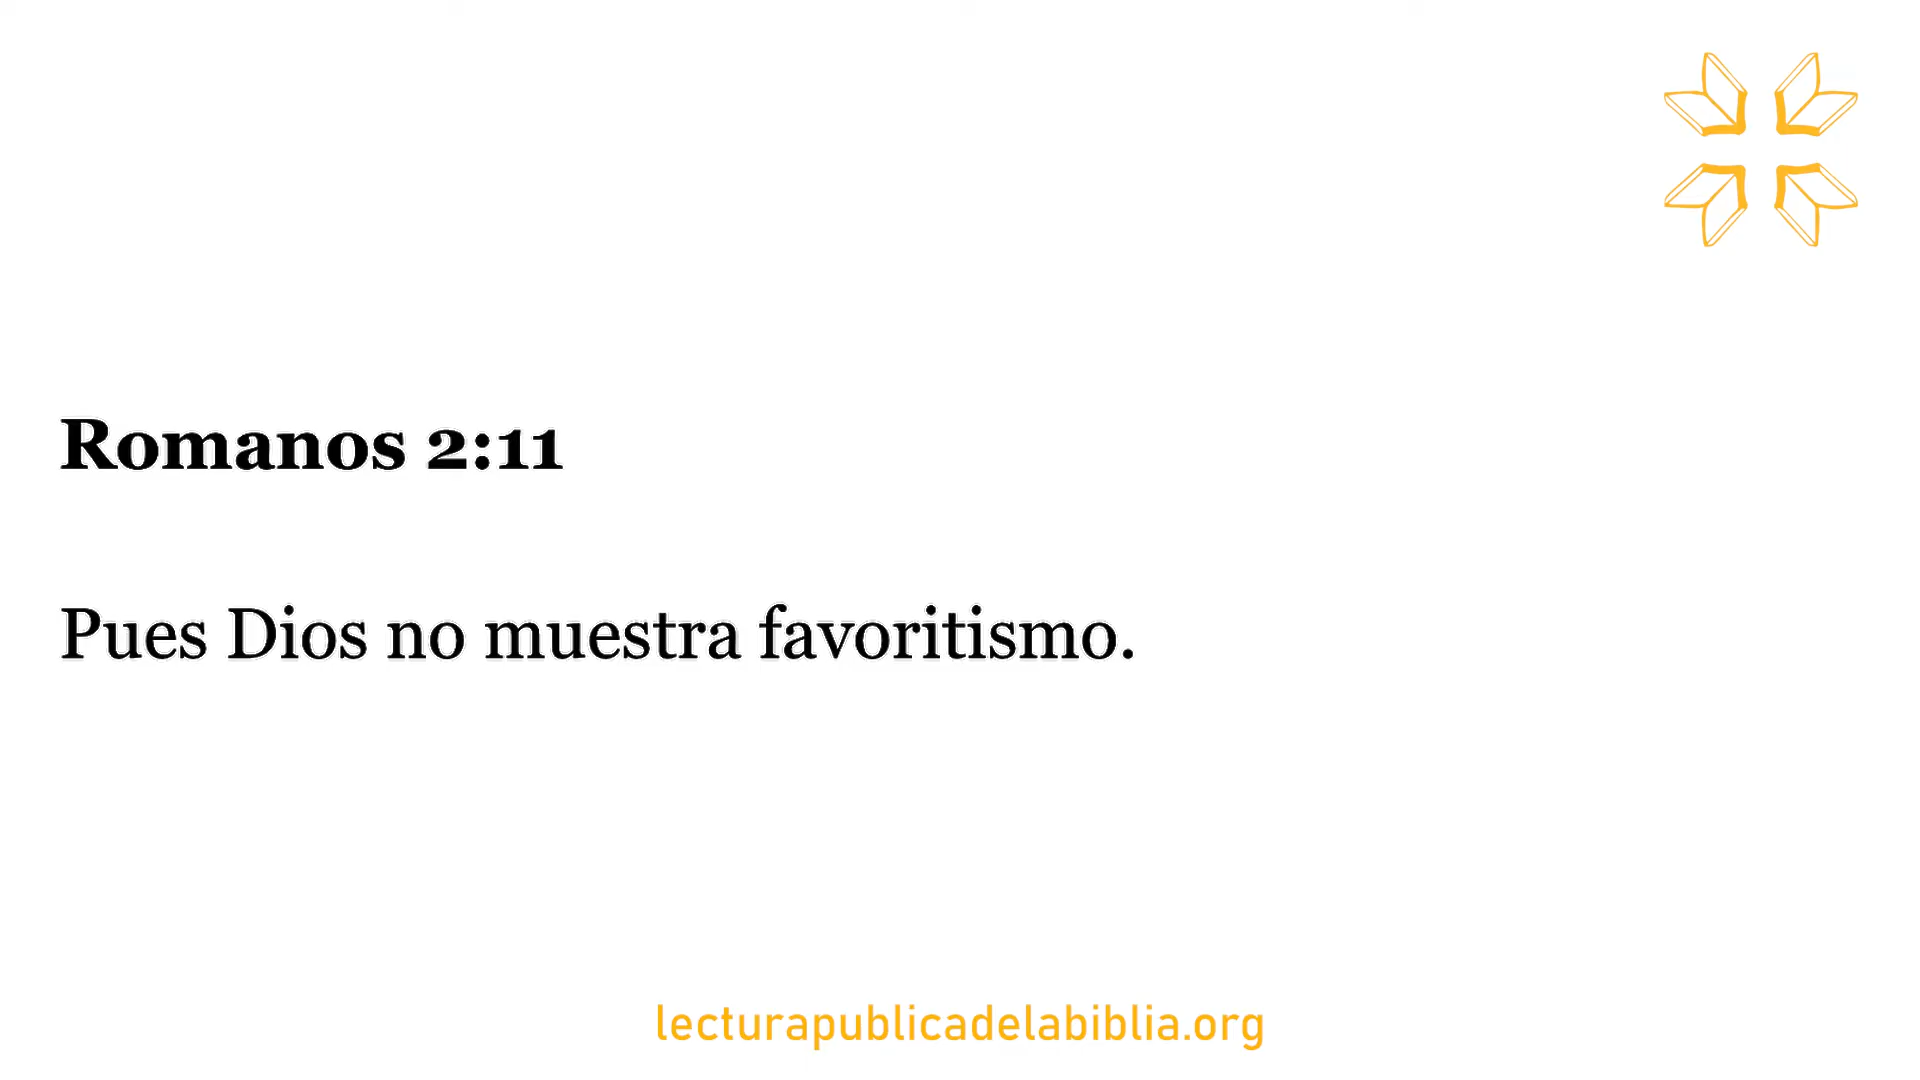 Romanos 2:11
Pues Dios no muestra favoritismo.
lecturapublicadelabiblia.org